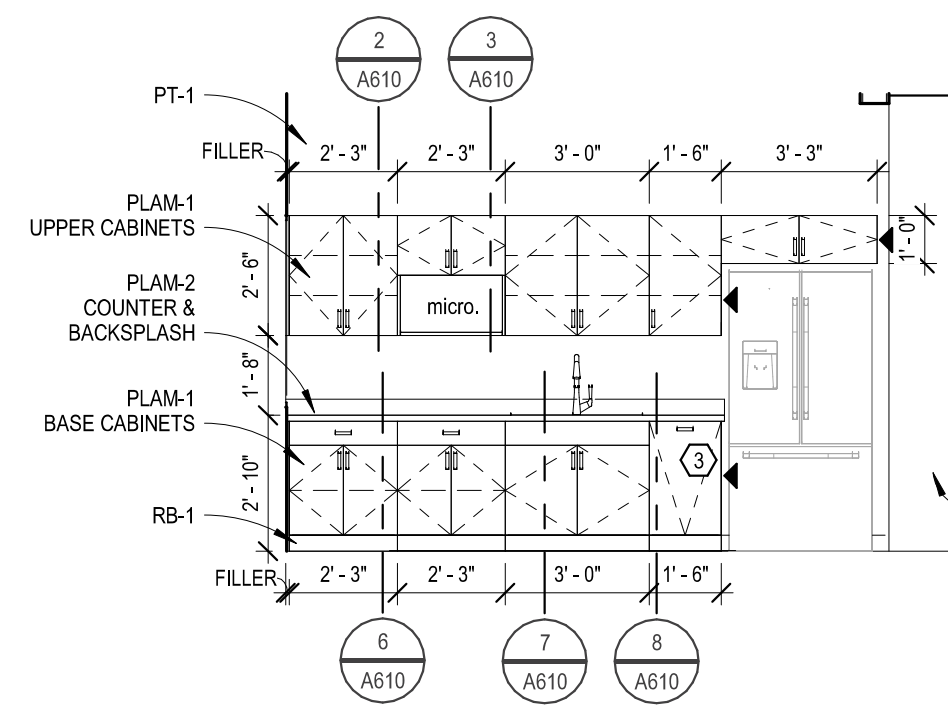 2
A610
3
A610
PT-1
FILLER
2' - 3"
2' - 3"
3' - 0"
1' - 6"
3' - 3"
PLAM-1
UPPER CABINETS
2' - 6"
1' - 0"
micro.
PLAM-2
COUNTER &
BACKSPLASH
1' - 8"
PLAM-1
BASE CABINETS
3
2' - 10"
RB-1
FILLER
2' - 3"
2' - 3"
3' - 0"
1' - 6"
6
A610
7
A610
8
A610